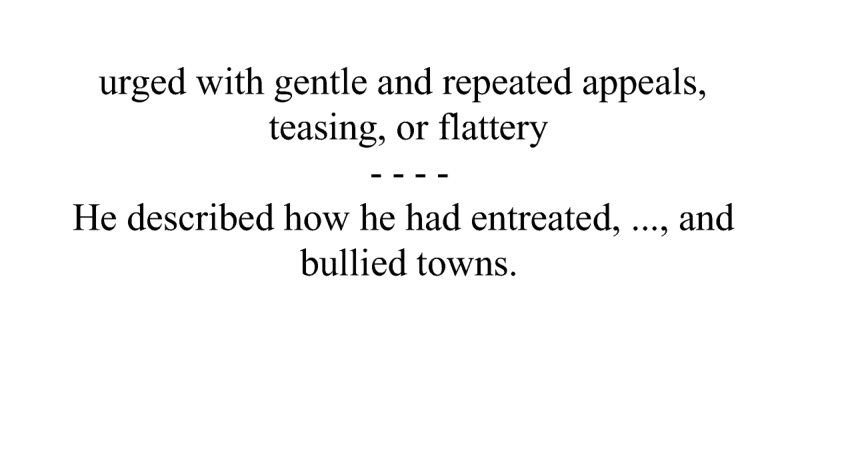 urged with gentle and repeated appeals,
teasing, or flattery
- - - -
He described how he had entreated, ..., and
bullied towns.